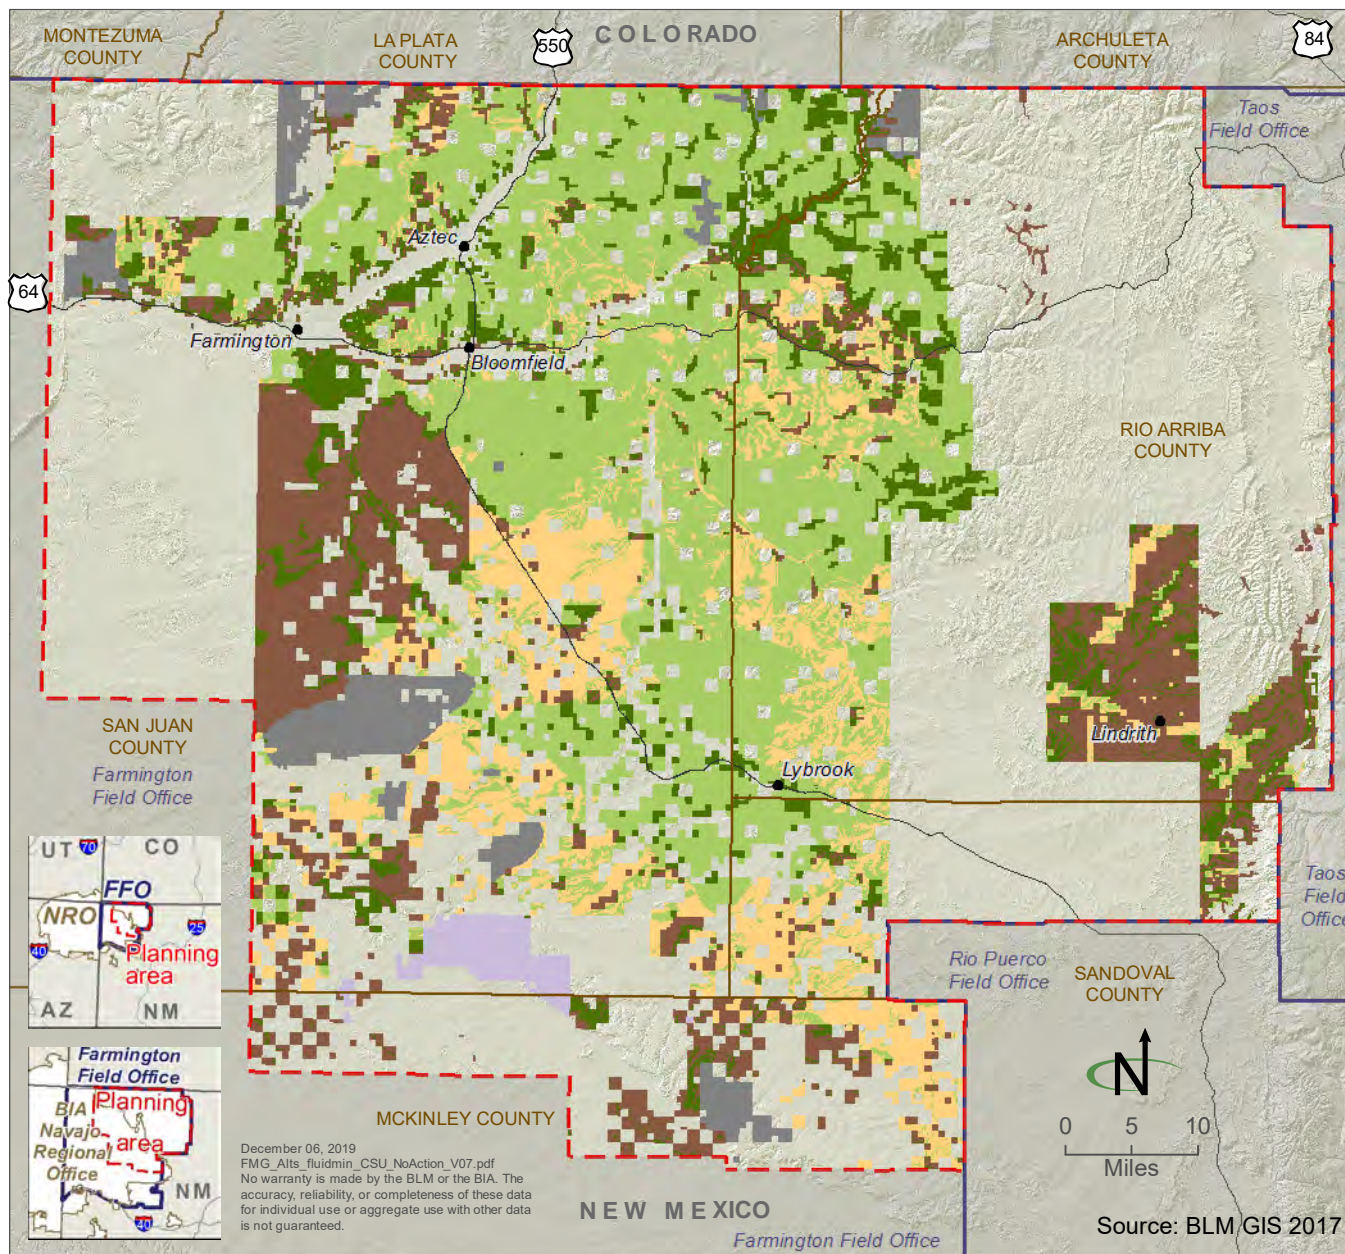 MONTEZUMA
COUNTY
LA PLATA
COUNTY
550
COLORADO
ARCHULETA
COUNTY
84
Taos
Field Office
Aztec
64
Farmington
Bloomfield
RIO ARRIBA
COUNTY
SAN JUAN
COUNTY
Farmington
Field Office
Lindrith
Lybrook
UT
70
CO
FFO
NRO
25
40
Planning
area
AZ
NM
Taos
Field
Office
Rio Puerco
Field Office
SANDOVAL
COUNTY
N
0 5 10
Miles
Farmington
Field Office
Planning
area
BIA
Navajo
Regional
Office
NM
40
MCKINLEY COUNTY
December 06, 2019
FMG_Alts_fluidmin_CSU_NoAction_V07.pdf
No warranty is made by the BLM or the BIA. The
accuracy, reliability, or completeness of these data
for individual use or aggregate use with other data
is not guaranteed.
NEW MEXICO
Farmington Field Office
Source: BLM GIS 2017